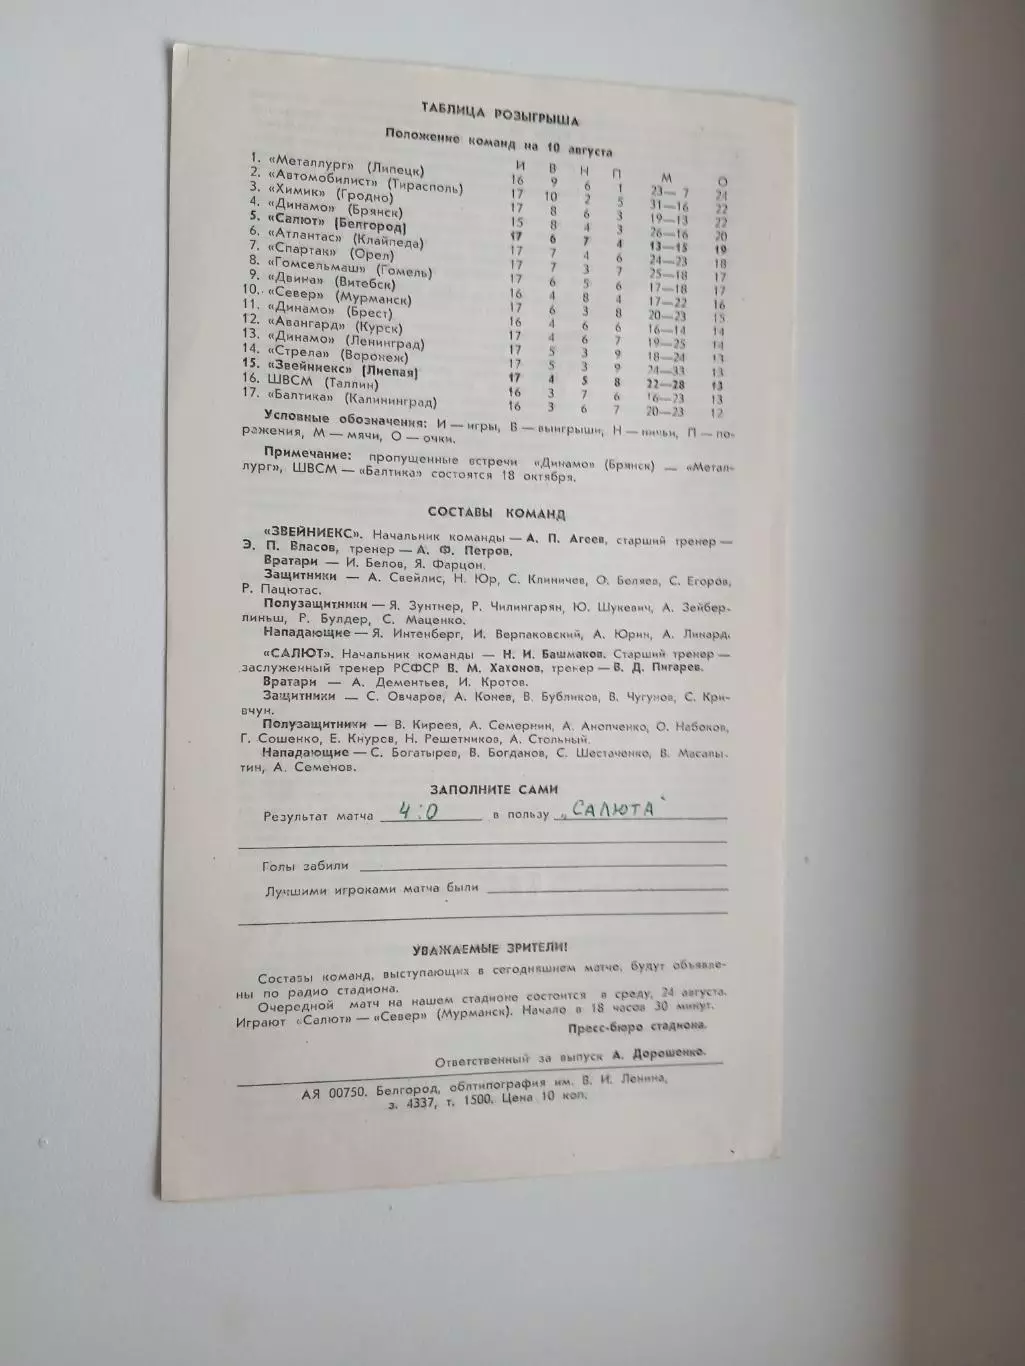 ТАБЛИЦА РОЗЫГРЫША
Положение команд на 10 августа
И В Н П М О
1. «Металлург» (Липецк) 16 9 6 1 23—7 24
2. «Автомобилист» (Тирасполь) 17 10 2 5 31—16 22
3. «Химик» (Гродно) 17 8 6 3 19—13 22
4. «Динамо» (Брянск) 15 8 4 3 26—16 20
5. «Салют» (Белгород) 17 6 7 4 13—15 19
6. «Атлантас» (Клайпеда) 17 7 4 6 24—23 18
7. «Спартак» (Орел) 17 7 3 7 25—18 17
8. «Гомсельмаш» (Гомель) 17 6 5 6 17—18 17
9. «Двина» (Витебск) 16 4 8 4 17—22 16
10. «Север» (Мурманск) 17 6 3 8 20—23 15
11. «Динамо» (Брест) 16 4 6 6 16—14 14
12. «Авангард» (Курск) 17 4 6 7 19—25 14
13. «Динамо» (Ленинград) 17 5 3 9 18—24 13
14. «Стрела» (Воронеж) 17 5 3 9 24—33 13
15. «Звейниекс» (Лиепая) 17 4 5 8 22—28 13
16. ШВСМ (Таллин) 16 3 7 6 16—23 13
17. «Балтика» (Калининград) 16 3 6 7 20—23 12
Условные обозначения: И — игры, В — выигрыши, Н — ничьи, П — по-
ражения, М — мячи, О — очки.
Примечание: пропущенные встречи «Динамо» (Брянск) — «Метал-
лург», ШВСМ — «Балтика» состоятся 18 октября.
СОСТАВЫ КОМАНД
«ЗВЕЙНИЕКС». Начальник команды — А. П. Агеев, старший тренер —
Э. П. Власов, тренер — А. Ф. Петров.
Вратари — И. Белов, Я. Фарцон.
Защитники — А. Свейлис, Н. Юр, С. Клиничев, О. Беляев, С. Егоров,
Р. Пацютас.
Полузащитники — Я. Зунтнер, Р. Чилингарян, Ю. Шукевич, А. Зейбер-
линьш, Р. Булдер, С. Маценко.
Нападающие — Я. Интенберг, И. Верпаковский, А. Юрин, А. Линард.
«САЛЮТ». Начальник команды — Н. И. Башмаков. Старший тренер —
заслуженный тренер РСФСР В. М. Хахонов, тренер — В. Д. Пигарев.
Вратари — А. Дементьев, И. Кротов.
Защитники — С. Овчаров, А. Конев, В. Бубликов, В. Чугунов, С. Кри-
вчун.
Полузащитники — В. Киреев, А. Семернин, А. Анопченко, О. Набоков,
Г. Сошенко, Е. Кнурев, Н. Решетников, А. Стольный.
Нападающие — С. Богатырев, В. Богданов, С. Шестаченко, В. Масалы-
тин, А. Семенов.
ЗАПОЛНИТЕ САМИ
Результат матча 4:0 в пользу „САЛЮТА"
Голы забили
Лучшими игроками матча были
УВАЖАЕМЫЕ ЗРИТЕЛИ!
Составы команд, выступающих в сегодняшнем матче, будут объявле-
ны по радио стадиона.
Очередной матч на нашем стадионе состоится в среду, 24 августа.
Играют «Салют» — «Север» (Мурманск). Начало в 18 часов 30 минут.
Пресс-бюро стадиона.
Ответственный за выпуск А. Дорошенко.
АЯ 00750. Белгород, облтипография им. В. И. Ленина,
з. 4337, т. 1500. Цена 10 коп.